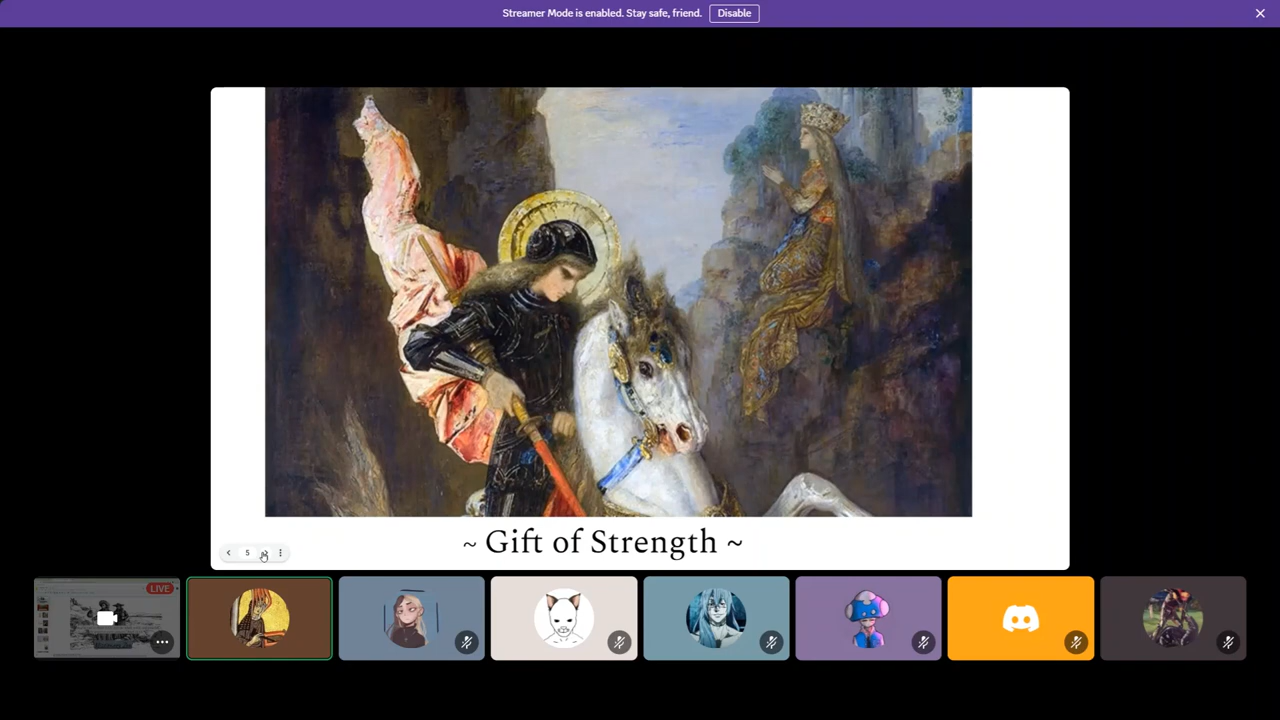 Streamer Mode is enabled. Stay safe, friend. Disable
~ Gift of Strength ~
5
LIVE